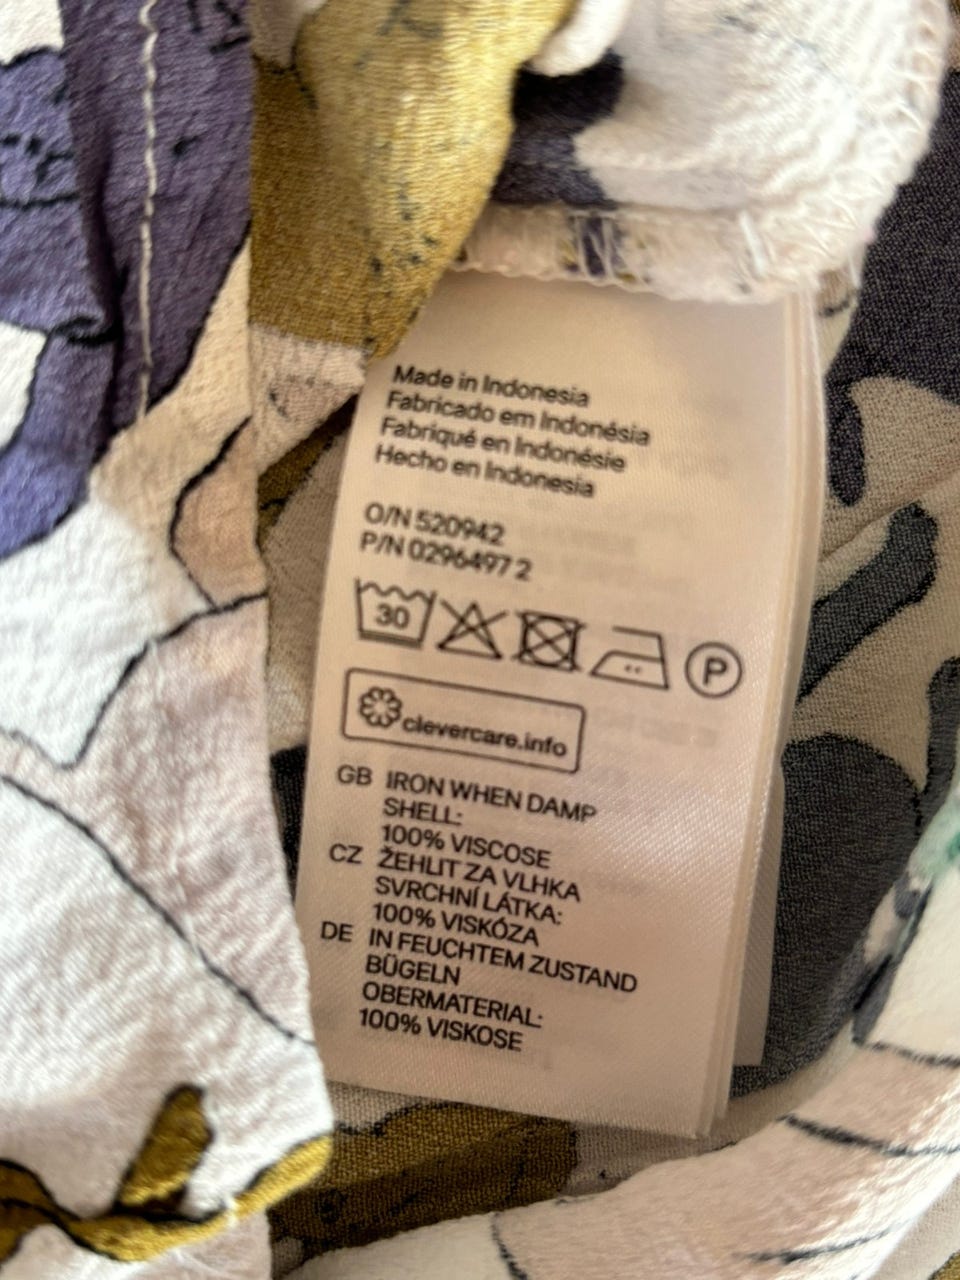 Made in Indonesia
Fabricado em Indonésia
Fabriqué en Indonésie
Hecho en Indonesia
O/N 520942
P/N 0296497 2
30
P
clevercare.info
GB IRON WHEN DAMP
SHELL:
100% VISCOSE
CZ ŽEHLIT ZA VLHKA
SVRCHNÍ LÁTKA:
100% VISKÓZA
DE IN FEUCHTEM ZUSTAND
BÜGELN
OBERMATERIAL:
100% VISKOSE